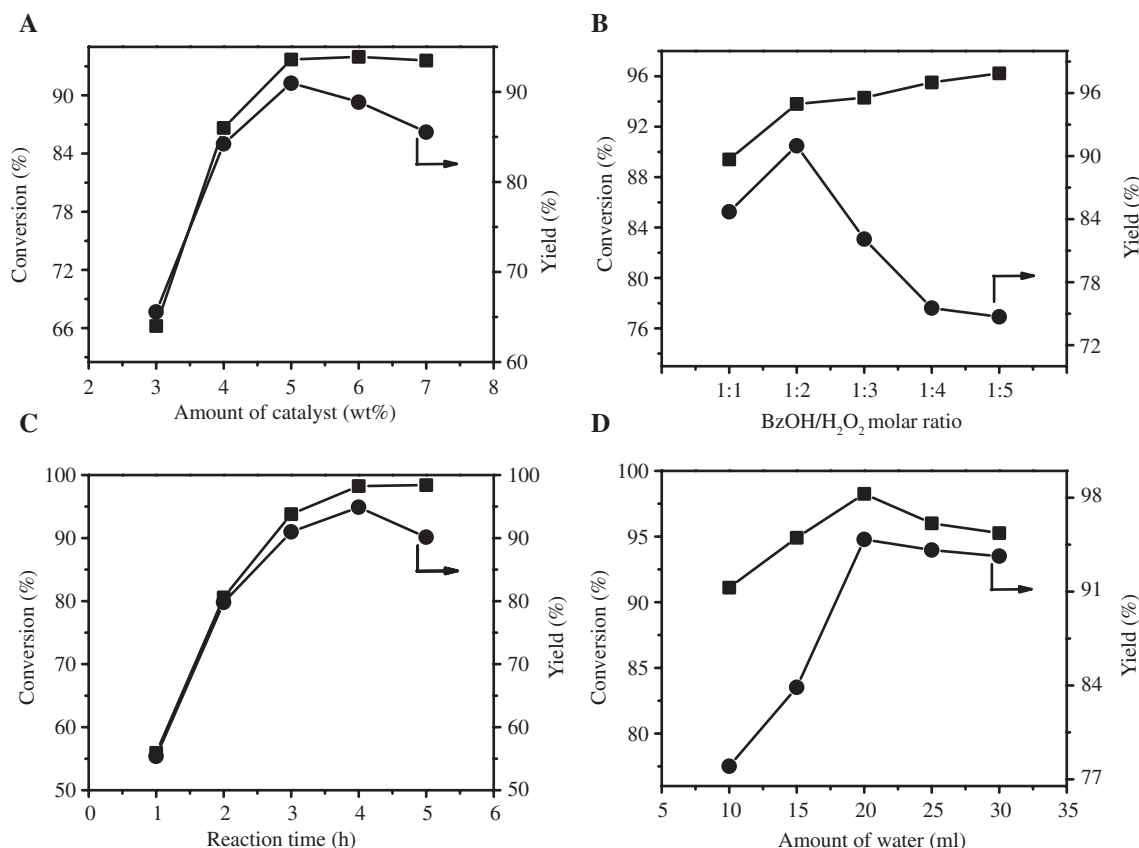 A
B
90
84
78
72
66
Conversion (%)
90
80
70
60
Yield (%)
2 3 4 5 6 7 8
Amount of catalyst (wt%)
96
92
88
84
80
76
Conversion (%)
96
90
84
78
72
Yield (%)
1:1 1:2 1:3 1:4 1:5
BzOH/H₂O₂ molar ratio
C
D
100
90
80
70
60
50
Conversion (%)
100
90
80
70
60
50
Yield (%)
0 1 2 3 4 5 6
Reaction time (h)
100
95
90
85
80
Conversion (%)
98
91
84
77
Yield (%)
5 10 15 20 25 30 35
Amount of water (ml)